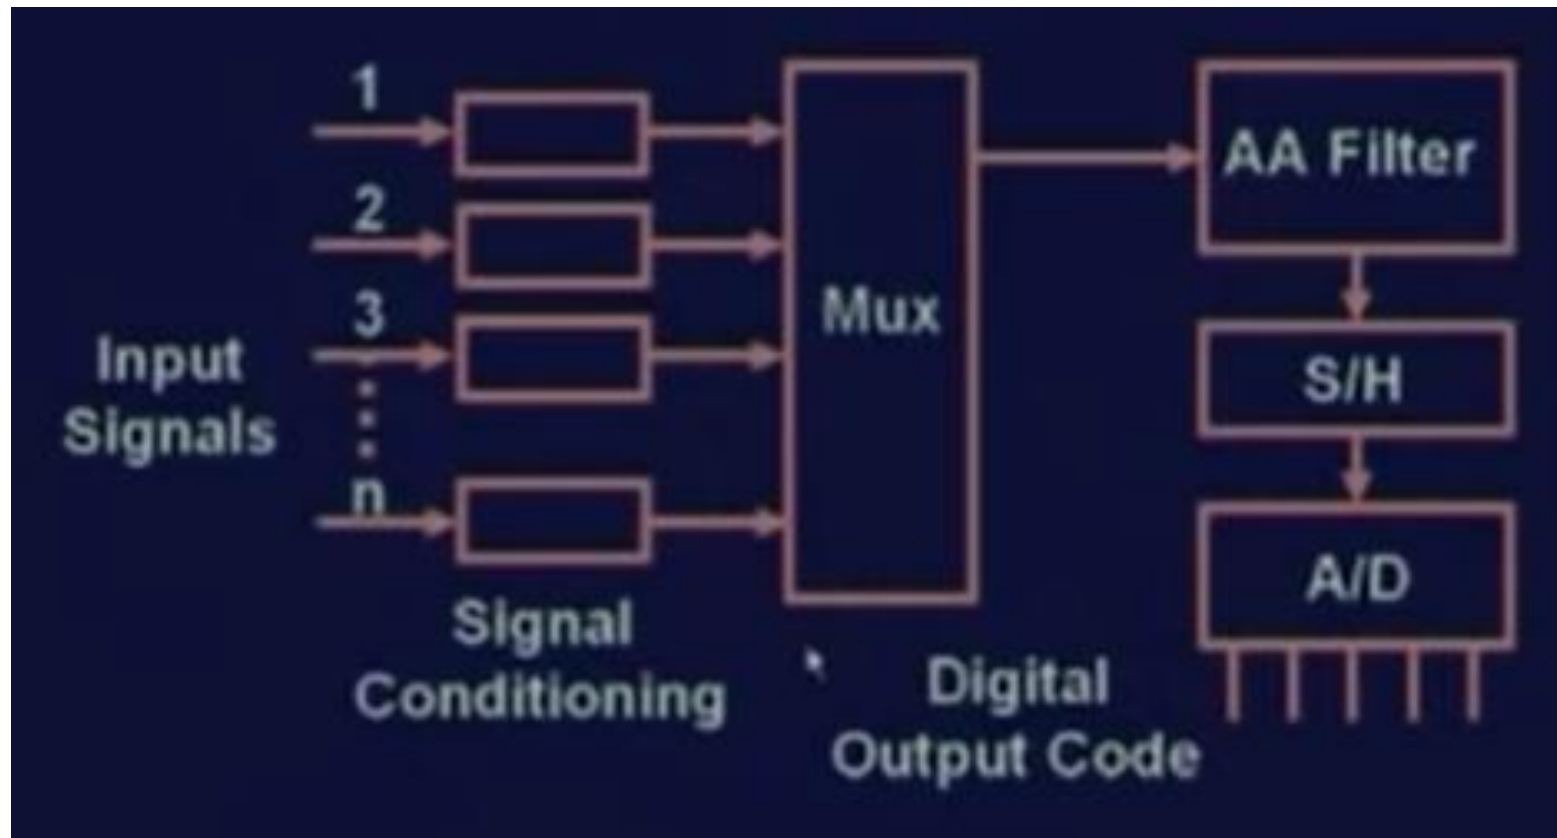 1
2
3
n
Input
Signals
Signal
Conditioning
Mux
AA Filter
S/H
A/D
Digital
Output Code